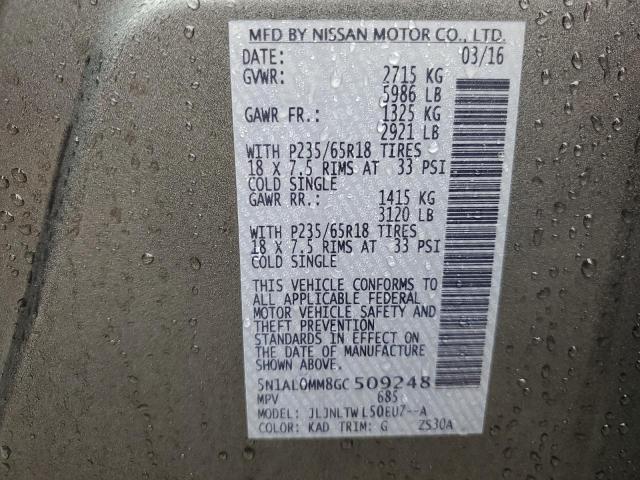 MFD BY NISSAN MOTOR CO., LTD.
DATE: 03/16
GVWR: 2715 KG
5986 LB
GAWR FR.: 1325 KG
2921 LB
WITH P235/65R18 TIRES
18 X 7.5 RIMS AT 33 PSI
COLD SINGLE
GAWR RR.: 1415 KG
3120 LB
WITH P235/65R18 TIRES
18 X 7.5 RIMS AT 33 PSI
COLD SINGLE
THIS VEHICLE CONFORMS TO
ALL APPLICABLE FEDERAL
MOTOR VEHICLE SAFETY AND
THEFT PREVENTION
STANDARDS IN EFFECT ON
THE DATE OF MANUFACTURE
SHOWN ABOVE.
5N1AL0MM8GC509248
MPV 685
MODEL: JLJNLTWL50EU7--A
COLOR: KAD TRIM: G ZS30A